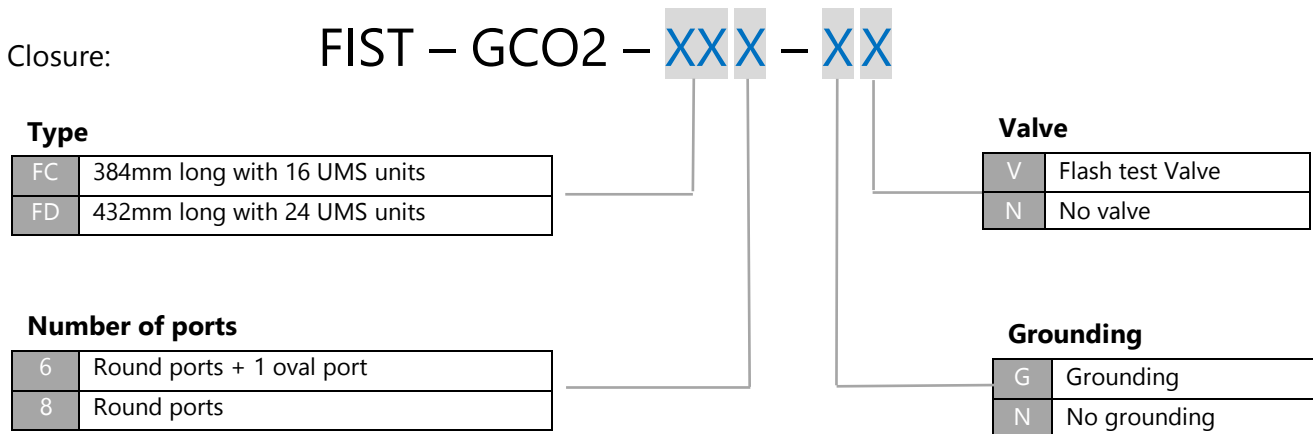 Closure: FIST – GCO2 – XXX – XX
Type
FC 384mm long with 16 UMS units
FD 432mm long with 24 UMS units
Valve
V Flash test Valve
N No valve
Number of ports
6 Round ports + 1 oval port
8 Round ports
Grounding
G Grounding
N No grounding